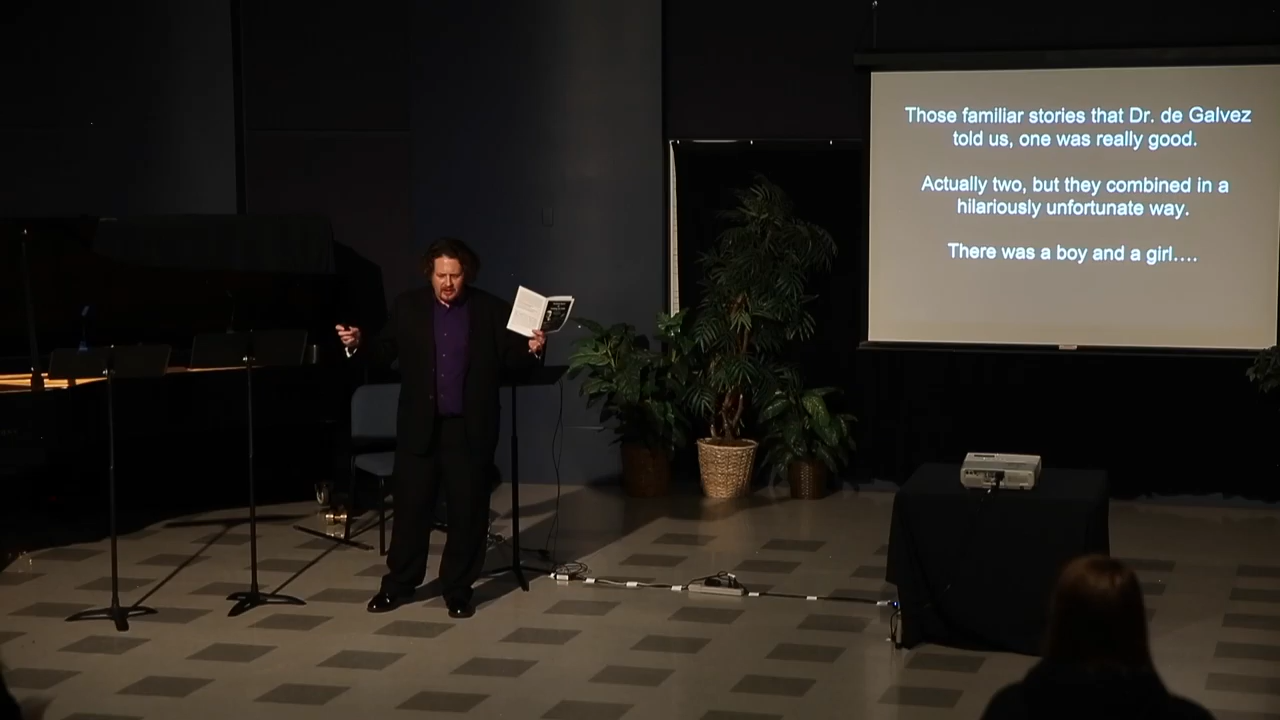 Those familiar stories that Dr. de Galvez
told us, one was really good.
Actually two, but they combined in a
hilariously unfortunate way.
There was a boy and a girl….